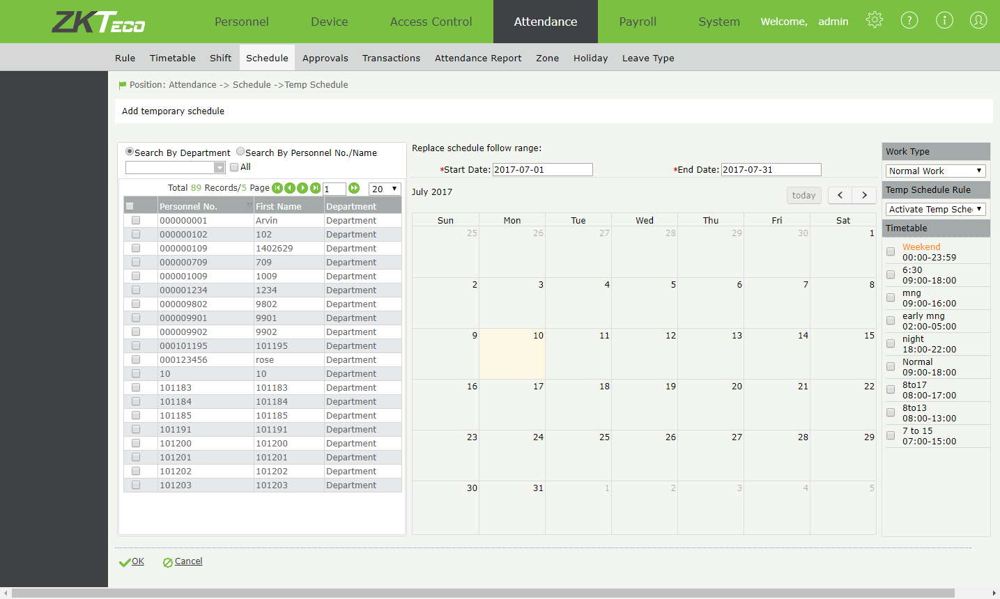 ZKTeco
Personnel Device Access Control Attendance Payroll System Welcome, admin
Rule Timetable Shift Schedule Approvals Transactions Attendance Report Zone Holiday Leave Type
Position: Attendance -> Schedule ->Temp Schedule
Add temporary schedule
Search By Department Search By Personnel No./Name
All
Total 89 Records/5 Page 1 20
Personnel No. First Name Department
000000001 Arvin Department
000000102 102 Department
000000109 1402629 Department
000000709 709 Department
000001009 1009 Department
000001234 1234 Department
000009802 9802 Department
000009901 9901 Department
000009902 9902 Department
000101195 101195 Department
000123456 rose Department
10 10 Department
101183 101183 Department
101184 101184 Department
101185 101185 Department
101191 101191 Department
101200 101200 Department
101201 101201 Department
101202 101202 Department
101203 101203 Department
Replace schedule follow range:
*Start Date: 2017-07-01 *End Date: 2017-07-31
July 2017 today
Sun Mon Tue Wed Thu Fri Sat
25 26 27 28 29 30 1
2 3 4 5 6 7 8
9 10 11 12 13 14 15
16 17 18 19 20 21 22
23 24 25 26 27 28 29
30 31 1 2 3 4 5
Work Type
Normal Work
Temp Schedule Rule
Activate Temp Sche
Timetable
Weekend
00:00-23:59
6:30
09:00-18:00
mng
09:00-16:00
early mng
02:00-05:00
night
18:00-22:00
Normal
09:00-18:00
8to17
08:00-17:00
8to13
08:00-13:00
7 to 15
07:00-15:00
OK Cancel